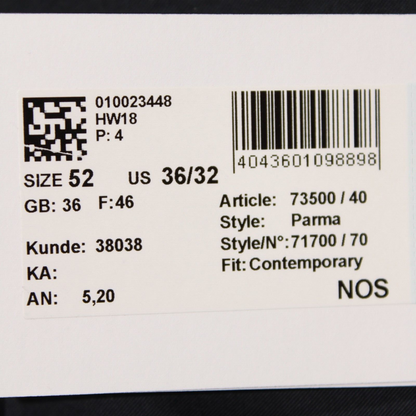 010023448
HW18
P: 4
4043601098898
SIZE 52 US 36/32
GB: 36 F:46
Article: 73500 / 40
Style: Parma
Style/N°: 71700 / 70
Fit: Contemporary
Kunde: 38038
KA:
AN: 5,20
NOS